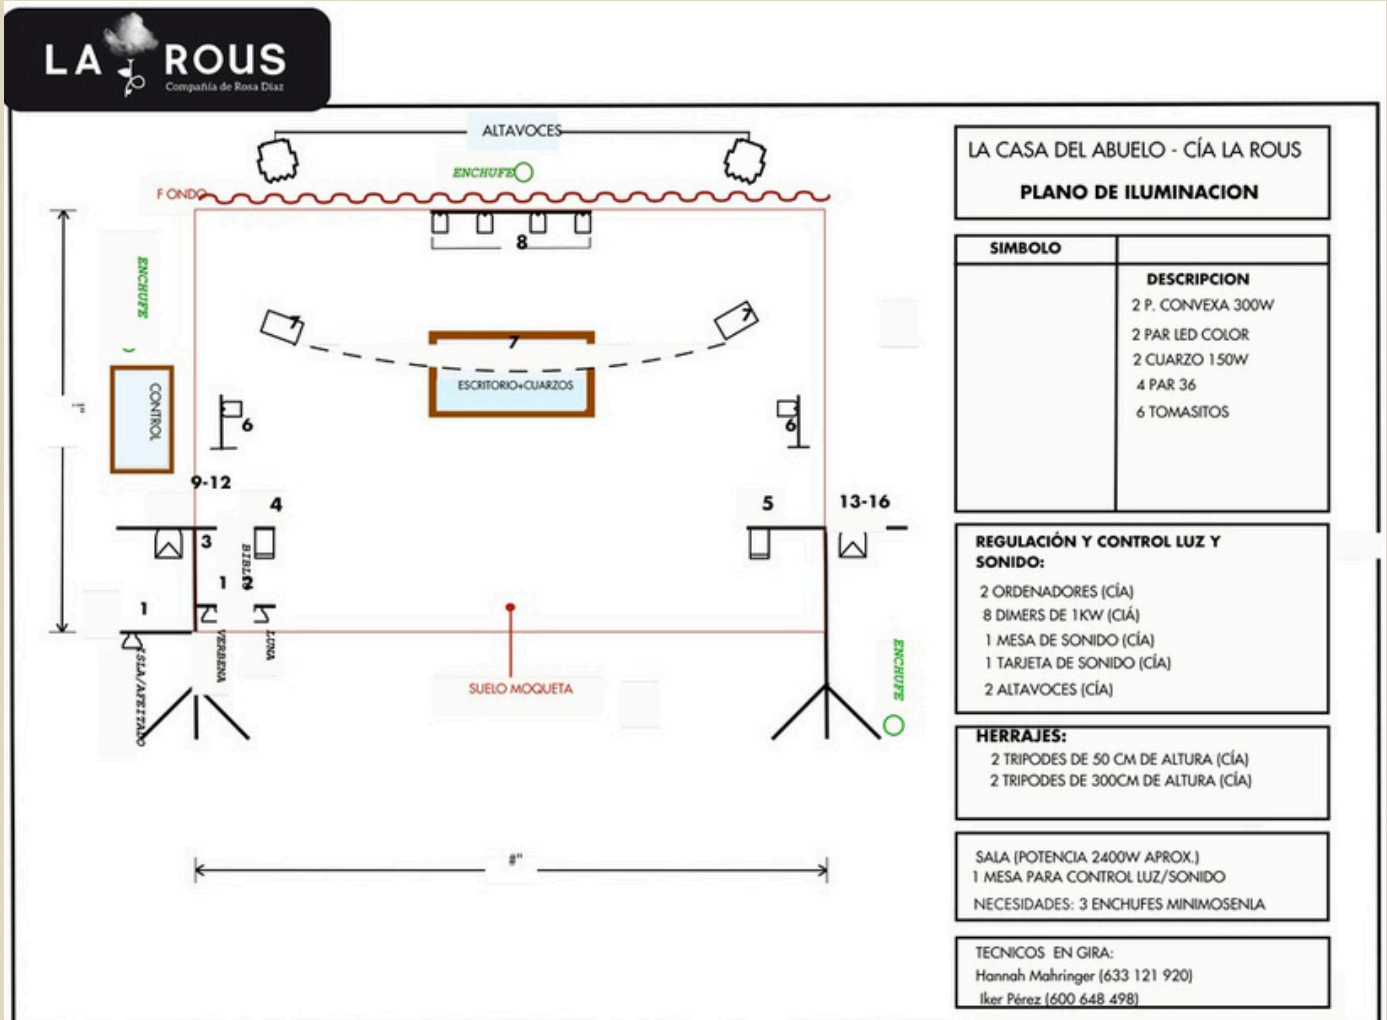 LA ROUS
Compañía de Rosa Díaz
ALTAVOCES
ENCHUFE
FONDO
8
ENCHUFE
7
7
7
ESCRITORIO+CUARZOS
CONTROL
6
6
9-12
4
5
13-16
3
BIBLO
1
2
1
VERBENA
LUNA
ISLA/AFEITADO
SUELO MOQUETA
ENCHUFE
#"
LA CASA DEL ABUELO - CÍA LA ROUS
PLANO DE ILUMINACION
SIMBOLO
DESCRIPCION
2 P. CONVEXA 300W
2 PAR LED COLOR
2 CUARZO 150W
4 PAR 36
6 TOMASITOS
REGULACIÓN Y CONTROL LUZ Y
SONIDO:
2 ORDENADORES (CÍA)
8 DIMERS DE 1KW (CIÁ)
1 MESA DE SONIDO (CÍA)
1 TARJETA DE SONIDO (CÍA)
2 ALTAVOCES (CÍA)
HERRAJES:
2 TRIPODES DE 50 CM DE ALTURA (CÍA)
2 TRIPODES DE 300CM DE ALTURA (CÍA)
SALA (POTENCIA 2400W APROX.)
1 MESA PARA CONTROL LUZ/SONIDO
NECESIDADES: 3 ENCHUFES MINIMOSENLA
TECNICOS EN GIRA:
Hannah Mahringer (633 121 920)
Iker Pérez (600 648 498)